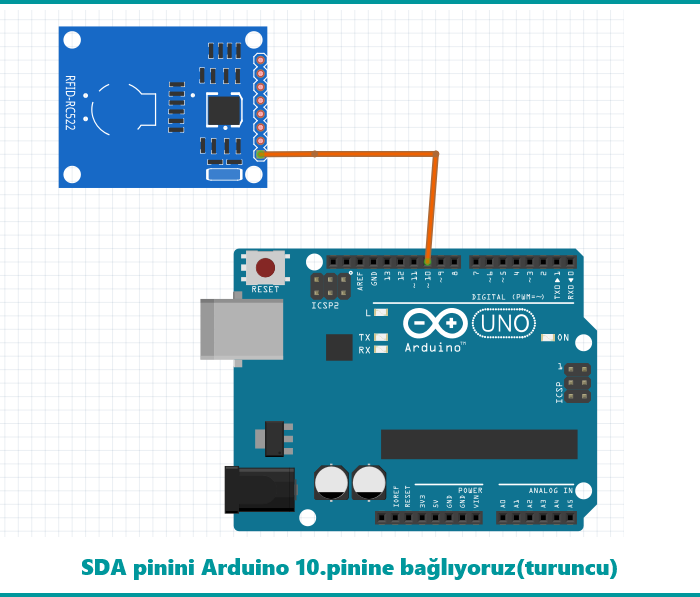 RFID-RC522
RESET
ICSP2
AREF
GND
13
12
~11
~10
~9
8
7
~6
~5
4
~3
2
TXD▶1
RXD◀0
DIGITAL (PWM=~)
L
TX
RX
UNO
Arduino™
ON
1
ICSP
POWER
ANALOG IN
IOREF
RESET
3V3
5V
GND
GND
VIN
A0
A1
A2
A3
A4
A5
SDA pinini Arduino 10.pinine bağlıyoruz(turuncu)